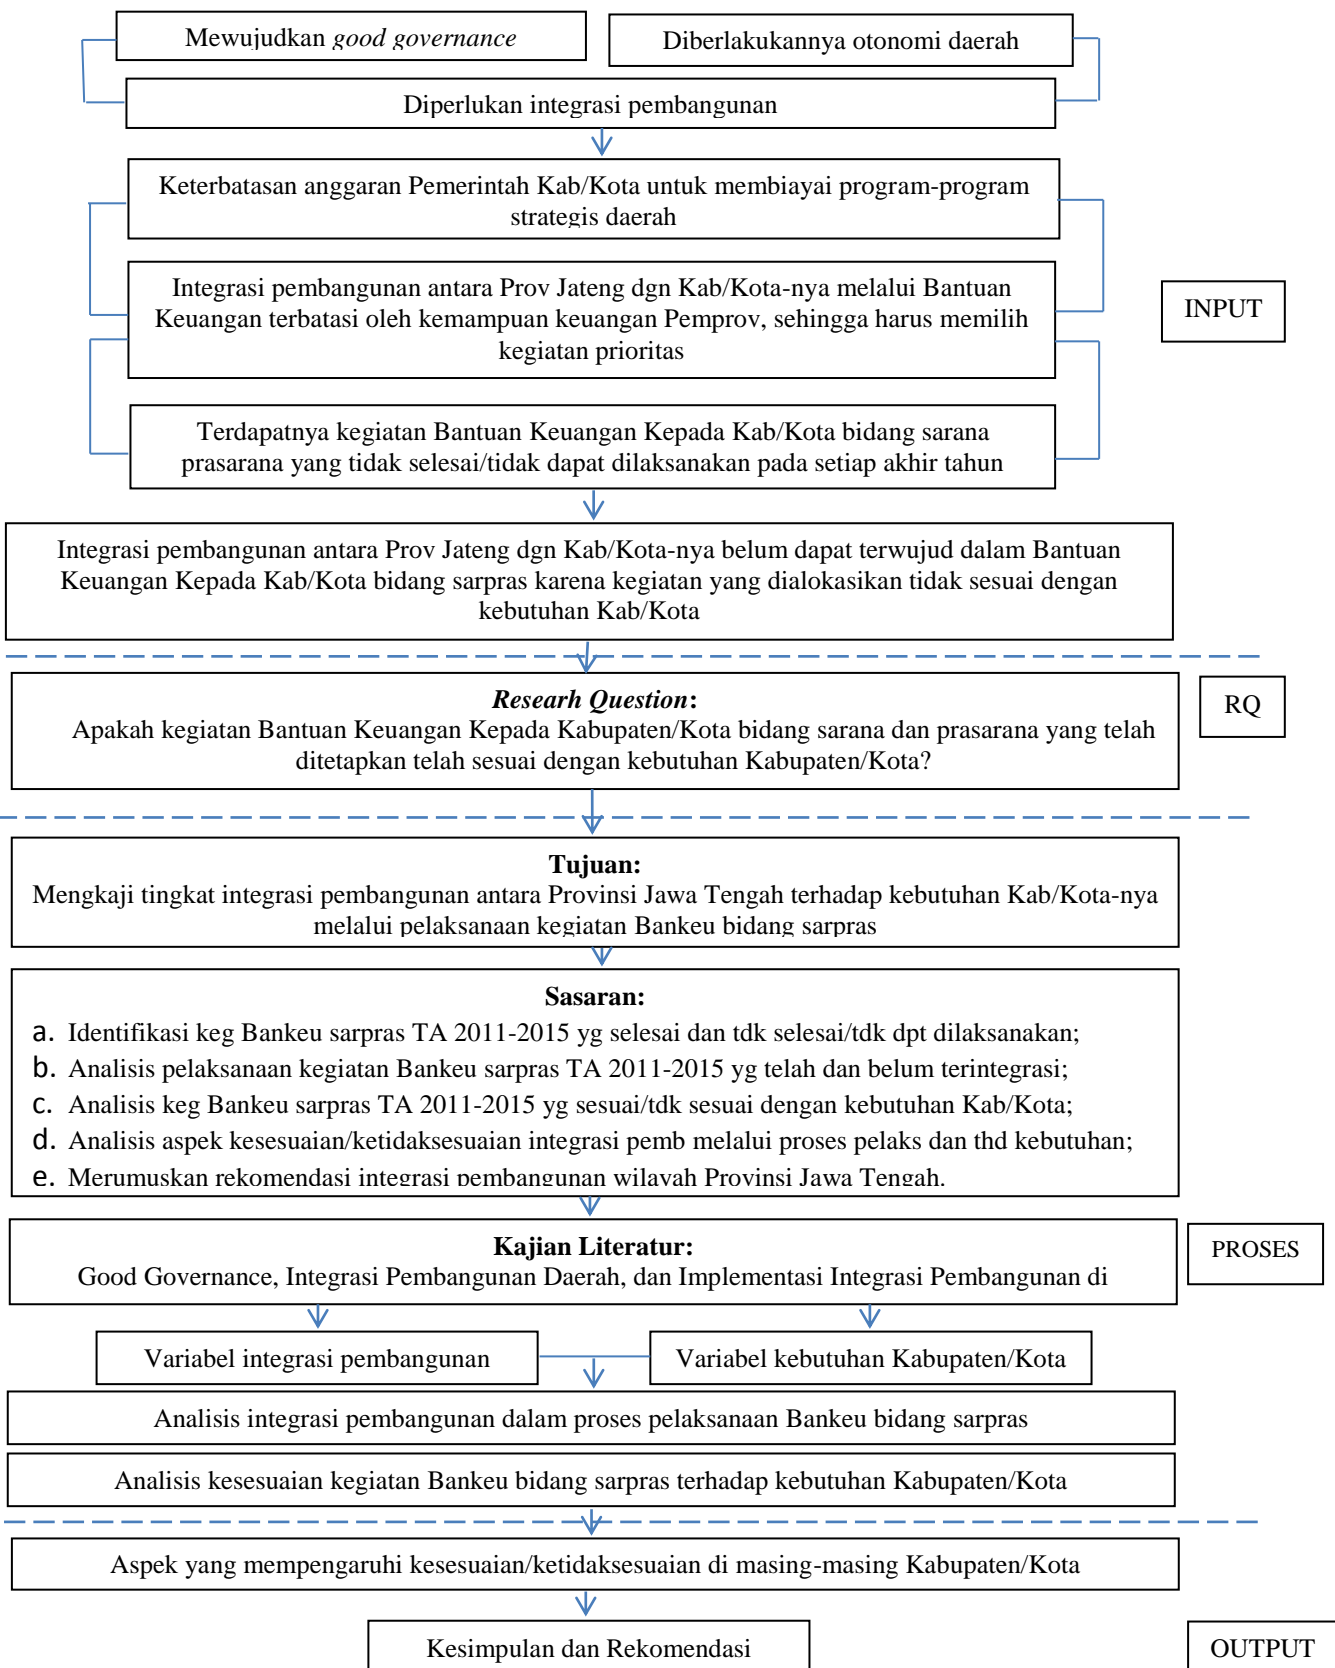 Mewujudkan good governance
Diberlakukannya otonomi daerah
Diperlukan integrasi pembangunan
Keterbatasan anggaran Pemerintah Kab/Kota untuk membiayai program-program
strategis daerah
Integrasi pembangunan antara Prov Jateng dgn Kab/Kota-nya melalui Bantuan
Keuangan terbatasi oleh kemampuan keuangan Pemprov, sehingga harus memilih
kegiatan prioritas
INPUT
Terdapatnya kegiatan Bantuan Keuangan Kepada Kab/Kota bidang sarana
prasarana yang tidak selesai/tidak dapat dilaksanakan pada setiap akhir tahun
Integrasi pembangunan antara Prov Jateng dgn Kab/Kota-nya belum dapat terwujud dalam Bantuan
Keuangan Kepada Kab/Kota bidang sarpras karena kegiatan yang dialokasikan tidak sesuai dengan
kebutuhan Kab/Kota
Researh Question:
Apakah kegiatan Bantuan Keuangan Kepada Kabupaten/Kota bidang sarana dan prasarana yang telah
ditetapkan telah sesuai dengan kebutuhan Kabupaten/Kota?
RQ
Tujuan:
Mengkaji tingkat integrasi pembangunan antara Provinsi Jawa Tengah terhadap kebutuhan Kab/Kota-nya
melalui pelaksanaan kegiatan Bankeu bidang sarpras
Sasaran:
a. Identifikasi keg Bankeu sarpras TA 2011-2015 yg selesai dan tdk selesai/tdk dpt dilaksanakan;
b. Analisis pelaksanaan kegiatan Bankeu sarpras TA 2011-2015 yg telah dan belum terintegrasi;
c. Analisis keg Bankeu sarpras TA 2011-2015 yg sesuai/tdk sesuai dengan kebutuhan Kab/Kota;
d. Analisis aspek kesesuaian/ketidaksesuaian integrasi pemb melalui proses pelaks dan thd kebutuhan;
e. Merumuskan rekomendasi integrasi pembangunan wilayah Provinsi Jawa Tengah.
Kajian Literatur:
Good Governance, Integrasi Pembangunan Daerah, dan Implementasi Integrasi Pembangunan di
PROSES
Variabel integrasi pembangunan
Variabel kebutuhan Kabupaten/Kota
Analisis integrasi pembangunan dalam proses pelaksanaan Bankeu bidang sarpras
Analisis kesesuaian kegiatan Bankeu bidang sarpras terhadap kebutuhan Kabupaten/Kota
Aspek yang mempengaruhi kesesuaian/ketidaksesuaian di masing-masing Kabupaten/Kota
Kesimpulan dan Rekomendasi
OUTPUT